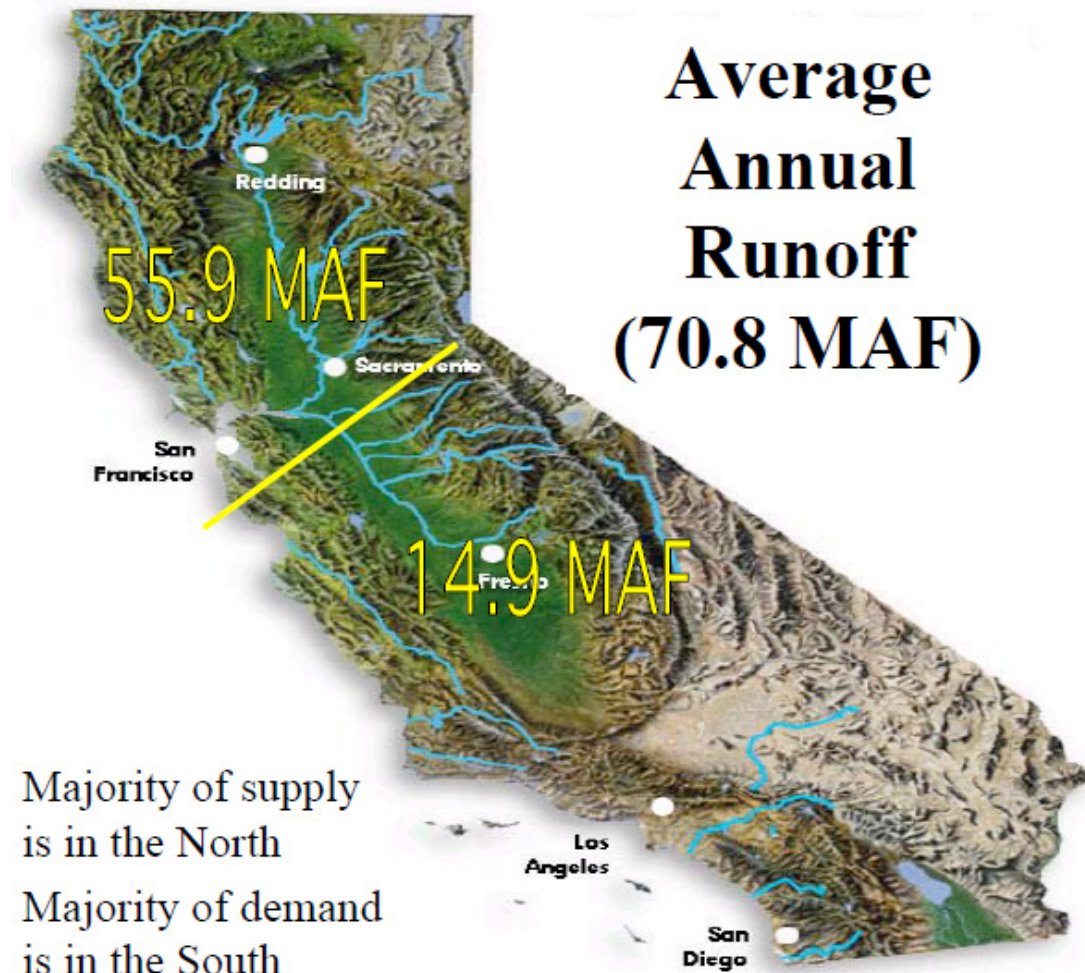 Average
Annual
Runoff
(70.8 MAF)
Redding
55.9 MAF
Sacramento
San
Francisco
14.9 MAF
Fresno
Majority of supply
is in the North
Los
Angeles
Majority of demand
is in the South
San
Diego